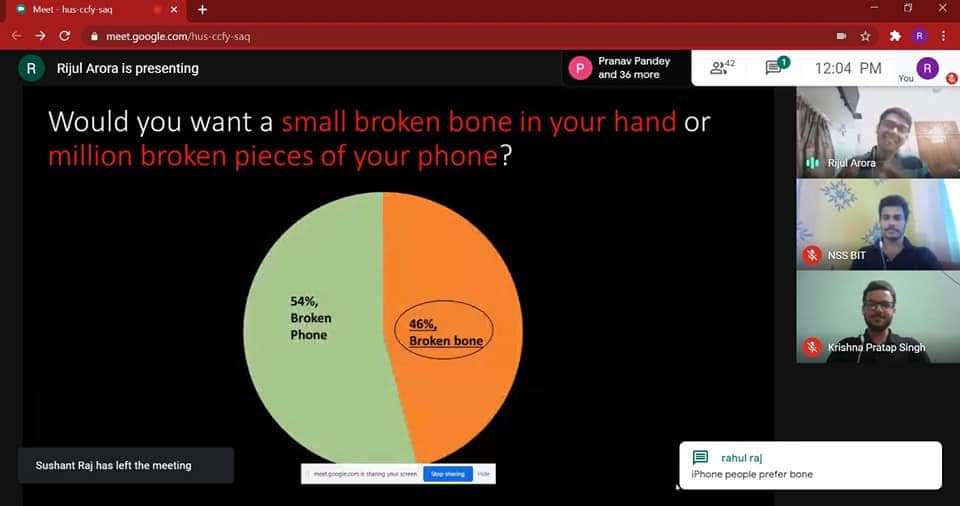 Meet - hus-ccfy-saq
meet.google.com/hus-ccfy-saq
R
R
Rijul Arora is presenting
P
Pranav Pandey
and 36 more
42
1
12:04 PM
You
R
Would you want a small broken bone in your hand or
million broken pieces of your phone?
54%,
Broken
Phone
46%,
Broken bone
Rijul Arora
NSS BIT
Krishna Pratap Singh
Sushant Raj has left the meeting
meet.google.com is sharing your screen.
Stop sharing
Hide
rahul raj
iPhone people prefer bone